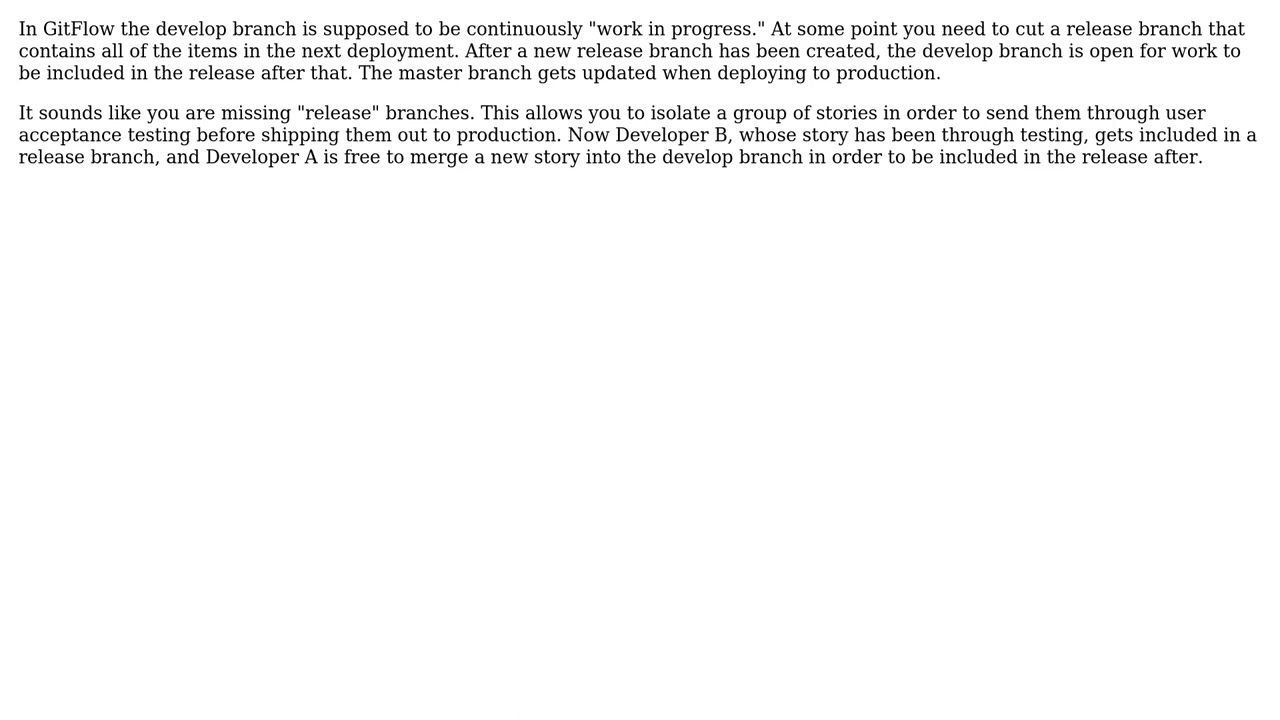 In GitFlow the develop branch is supposed to be continuously "work in progress." At some point you need to cut a release branch that
contains all of the items in the next deployment. After a new release branch has been created, the develop branch is open for work to
be included in the release after that. The master branch gets updated when deploying to production.
It sounds like you are missing "release" branches. This allows you to isolate a group of stories in order to send them through user
acceptance testing before shipping them out to production. Now Developer B, whose story has been through testing, gets included in a
release branch, and Developer A is free to merge a new story into the develop branch in order to be included in the release after.